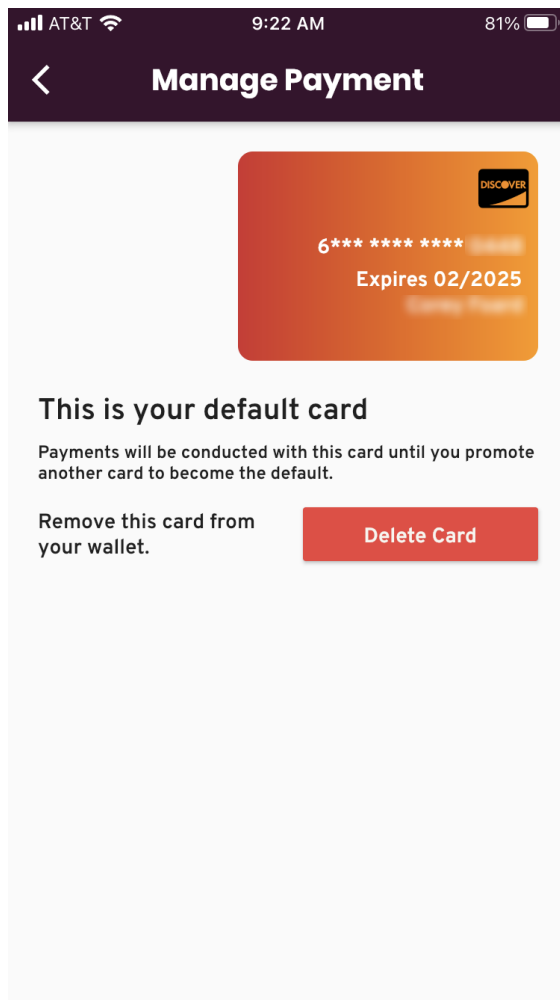 AT&T 9:22 AM 81%
Manage Payment
DISCOVER
6*** **** ****
Expires 02/2025
This is your default card
Payments will be conducted with this card until you promote
another card to become the default.
Remove this card from
your wallet.
Delete Card